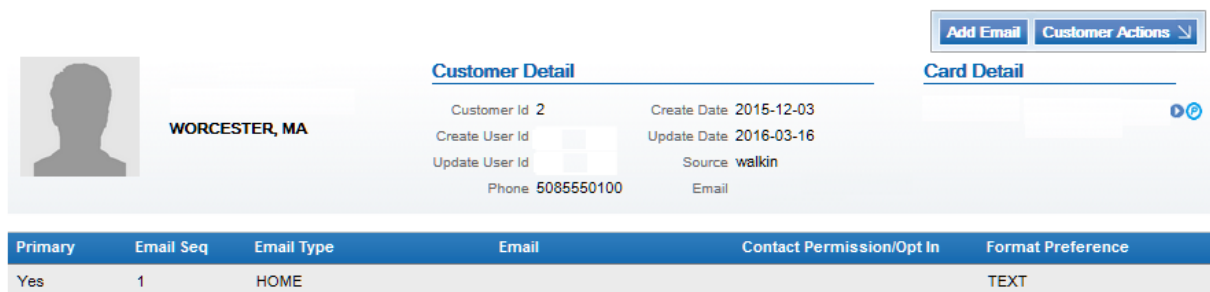 Add Email Customer Actions
Customer Detail
Card Detail
WORCESTER, MA
Customer Id 2 Create Date 2015-12-03
Create User Id Update Date 2016-03-16
Update User Id Source walkin
Phone 5085550100 Email
Primary Email Seq Email Type Email Contact Permission/Opt In Format Preference
Yes 1 HOME TEXT